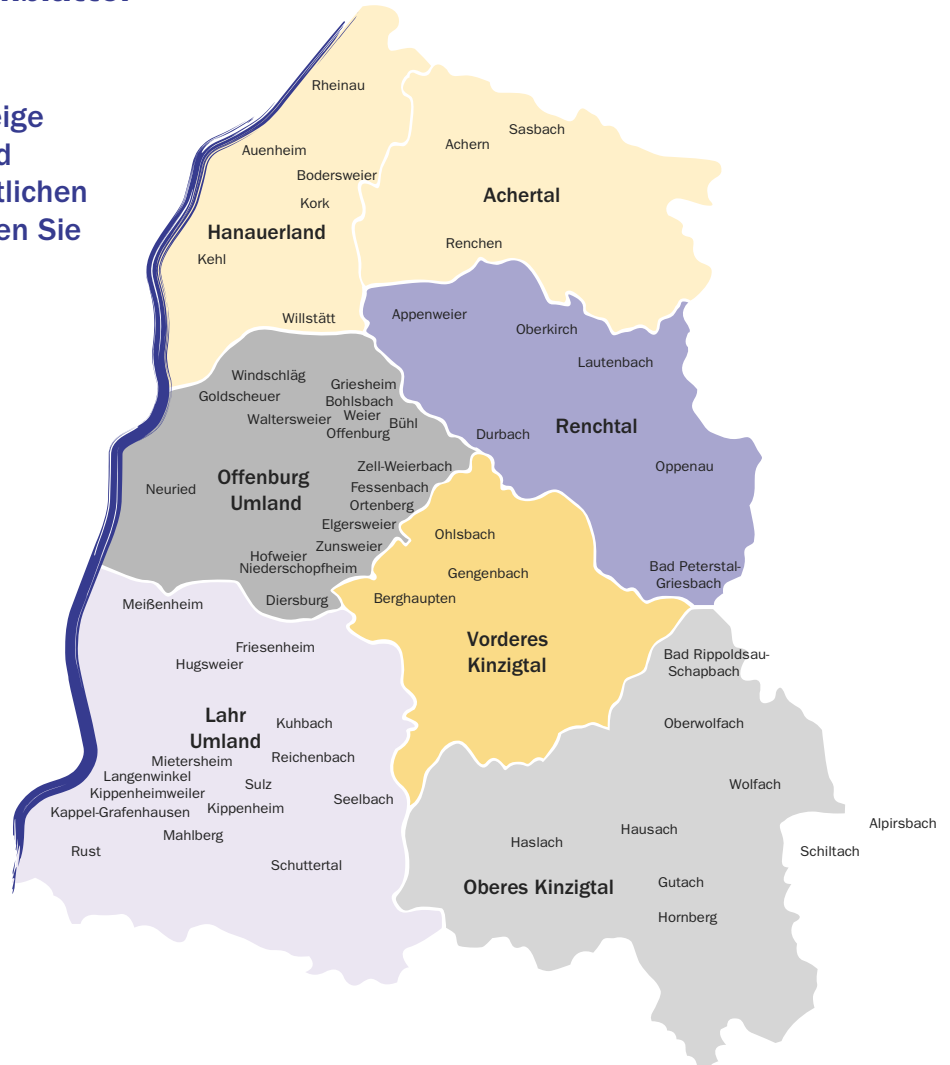 eige
d
tlichen
en Sie
Rheinau
Auenheim
Bodersweier
Kork
Hanauerland
Kehl
Willstätt
Sasbach
Achern
Achertal
Renchen
Appenweier
Oberkirch
Lautenbach
Renchtal
Durbach
Oppenau
Bad Peterstal-
Griesbach
Windschläg
Goldscheuer
Griesheim
Bohlsbach
Waltersweier
Weier
Bühl
Offenburg
Zell-Weierbach
Offenburg
Umland
Neuried
Fessenbach
Ortenberg
Elgersweier
Zunsweier
Hofweier
Niederschopfheim
Diersburg
Ohlsbach
Gengenbach
Berghaupten
Vorderes
Kinzigtal
Meißenheim
Friesenheim
Hugsweier
Lahr
Umland
Kuhbach
Mietersheim
Reichenbach
Langenwinkel
Sulz
Kippenheimweiler
Seelbach
Kappel-Grafenhausen
Kippenheim
Mahlberg
Rust
Schuttertal
Bad Rippoldsau-
Schapbach
Oberwolfach
Wolfach
Alpirsbach
Hausach
Haslach
Schiltach
Oberes Kinzigtal
Gutach
Hornberg